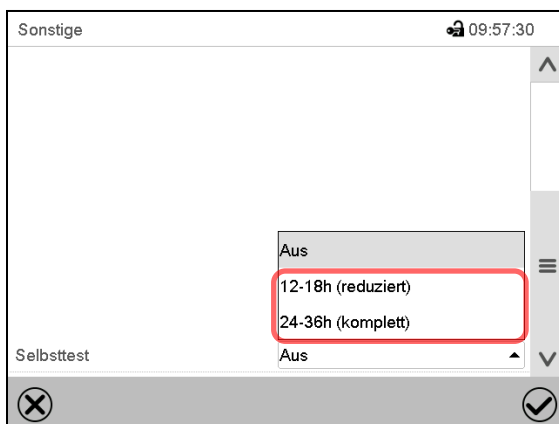 Sonstige 09:57:30
Aus
12-18h (reduziert)
24-36h (komplett)
Selbsttest Aus